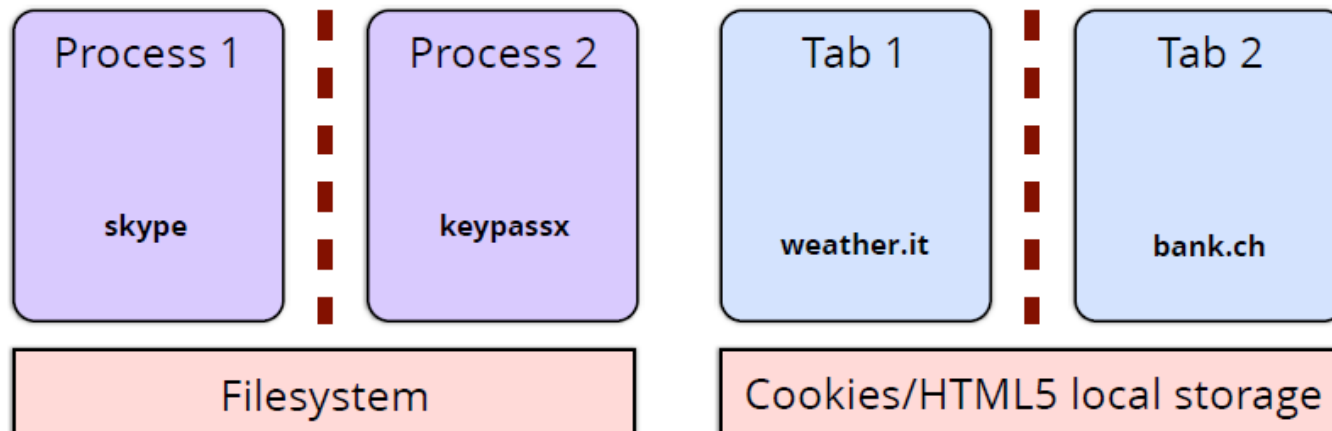 Process 1
skype
Process 2
keypassx
Tab 1
weather.it
Tab 2
bank.ch
Filesystem
Cookies/HTML5 local storage